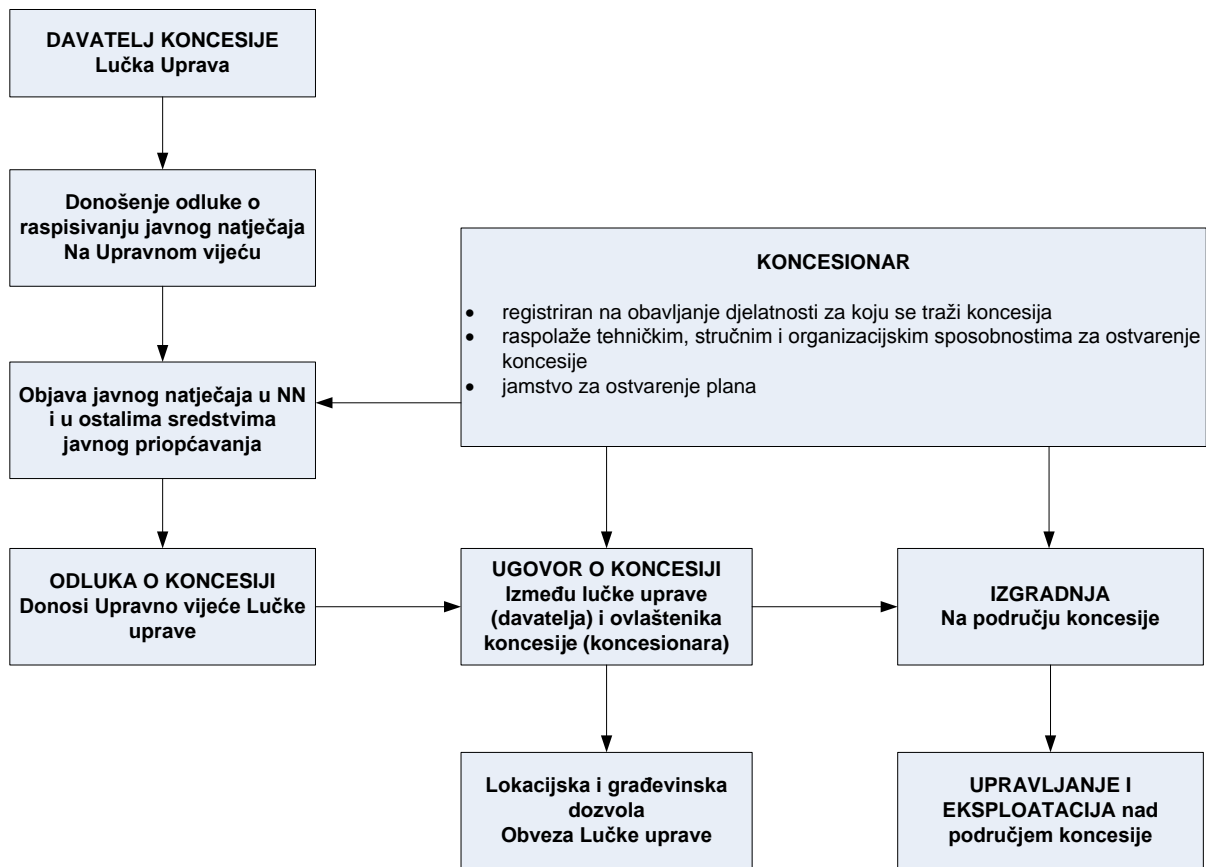 DAVATELJ KONCESIJE
Lučka Uprava
Donošenje odluke o
raspisivanju javnog natječaja
Na Upravnom vijeću
KONCESIONAR
• registriran na obavljanje djelatnosti za koju se traži koncesija
• raspolaže tehničkim, stručnim i organizacijskim sposobnostima za ostvarenje
koncesije
• jamstvo za ostvarenje plana
Objava javnog natječaja u NN
i u ostalima sredstvima
javnog priopćavanja
ODLUKA O KONCESIJI
Donosi Upravno vijeće Lučke
uprave
UGOVOR O KONCESIJI
Između lučke uprave
(davatelja) i ovlaštenika
koncesije (koncesionara)
IZGRADNJA
Na području koncesije
Lokacijska i građevinska
dozvola
Obveza Lučke uprave
UPRAVLJANJE I
EKSPLOATACIJA nad
područjem koncesije